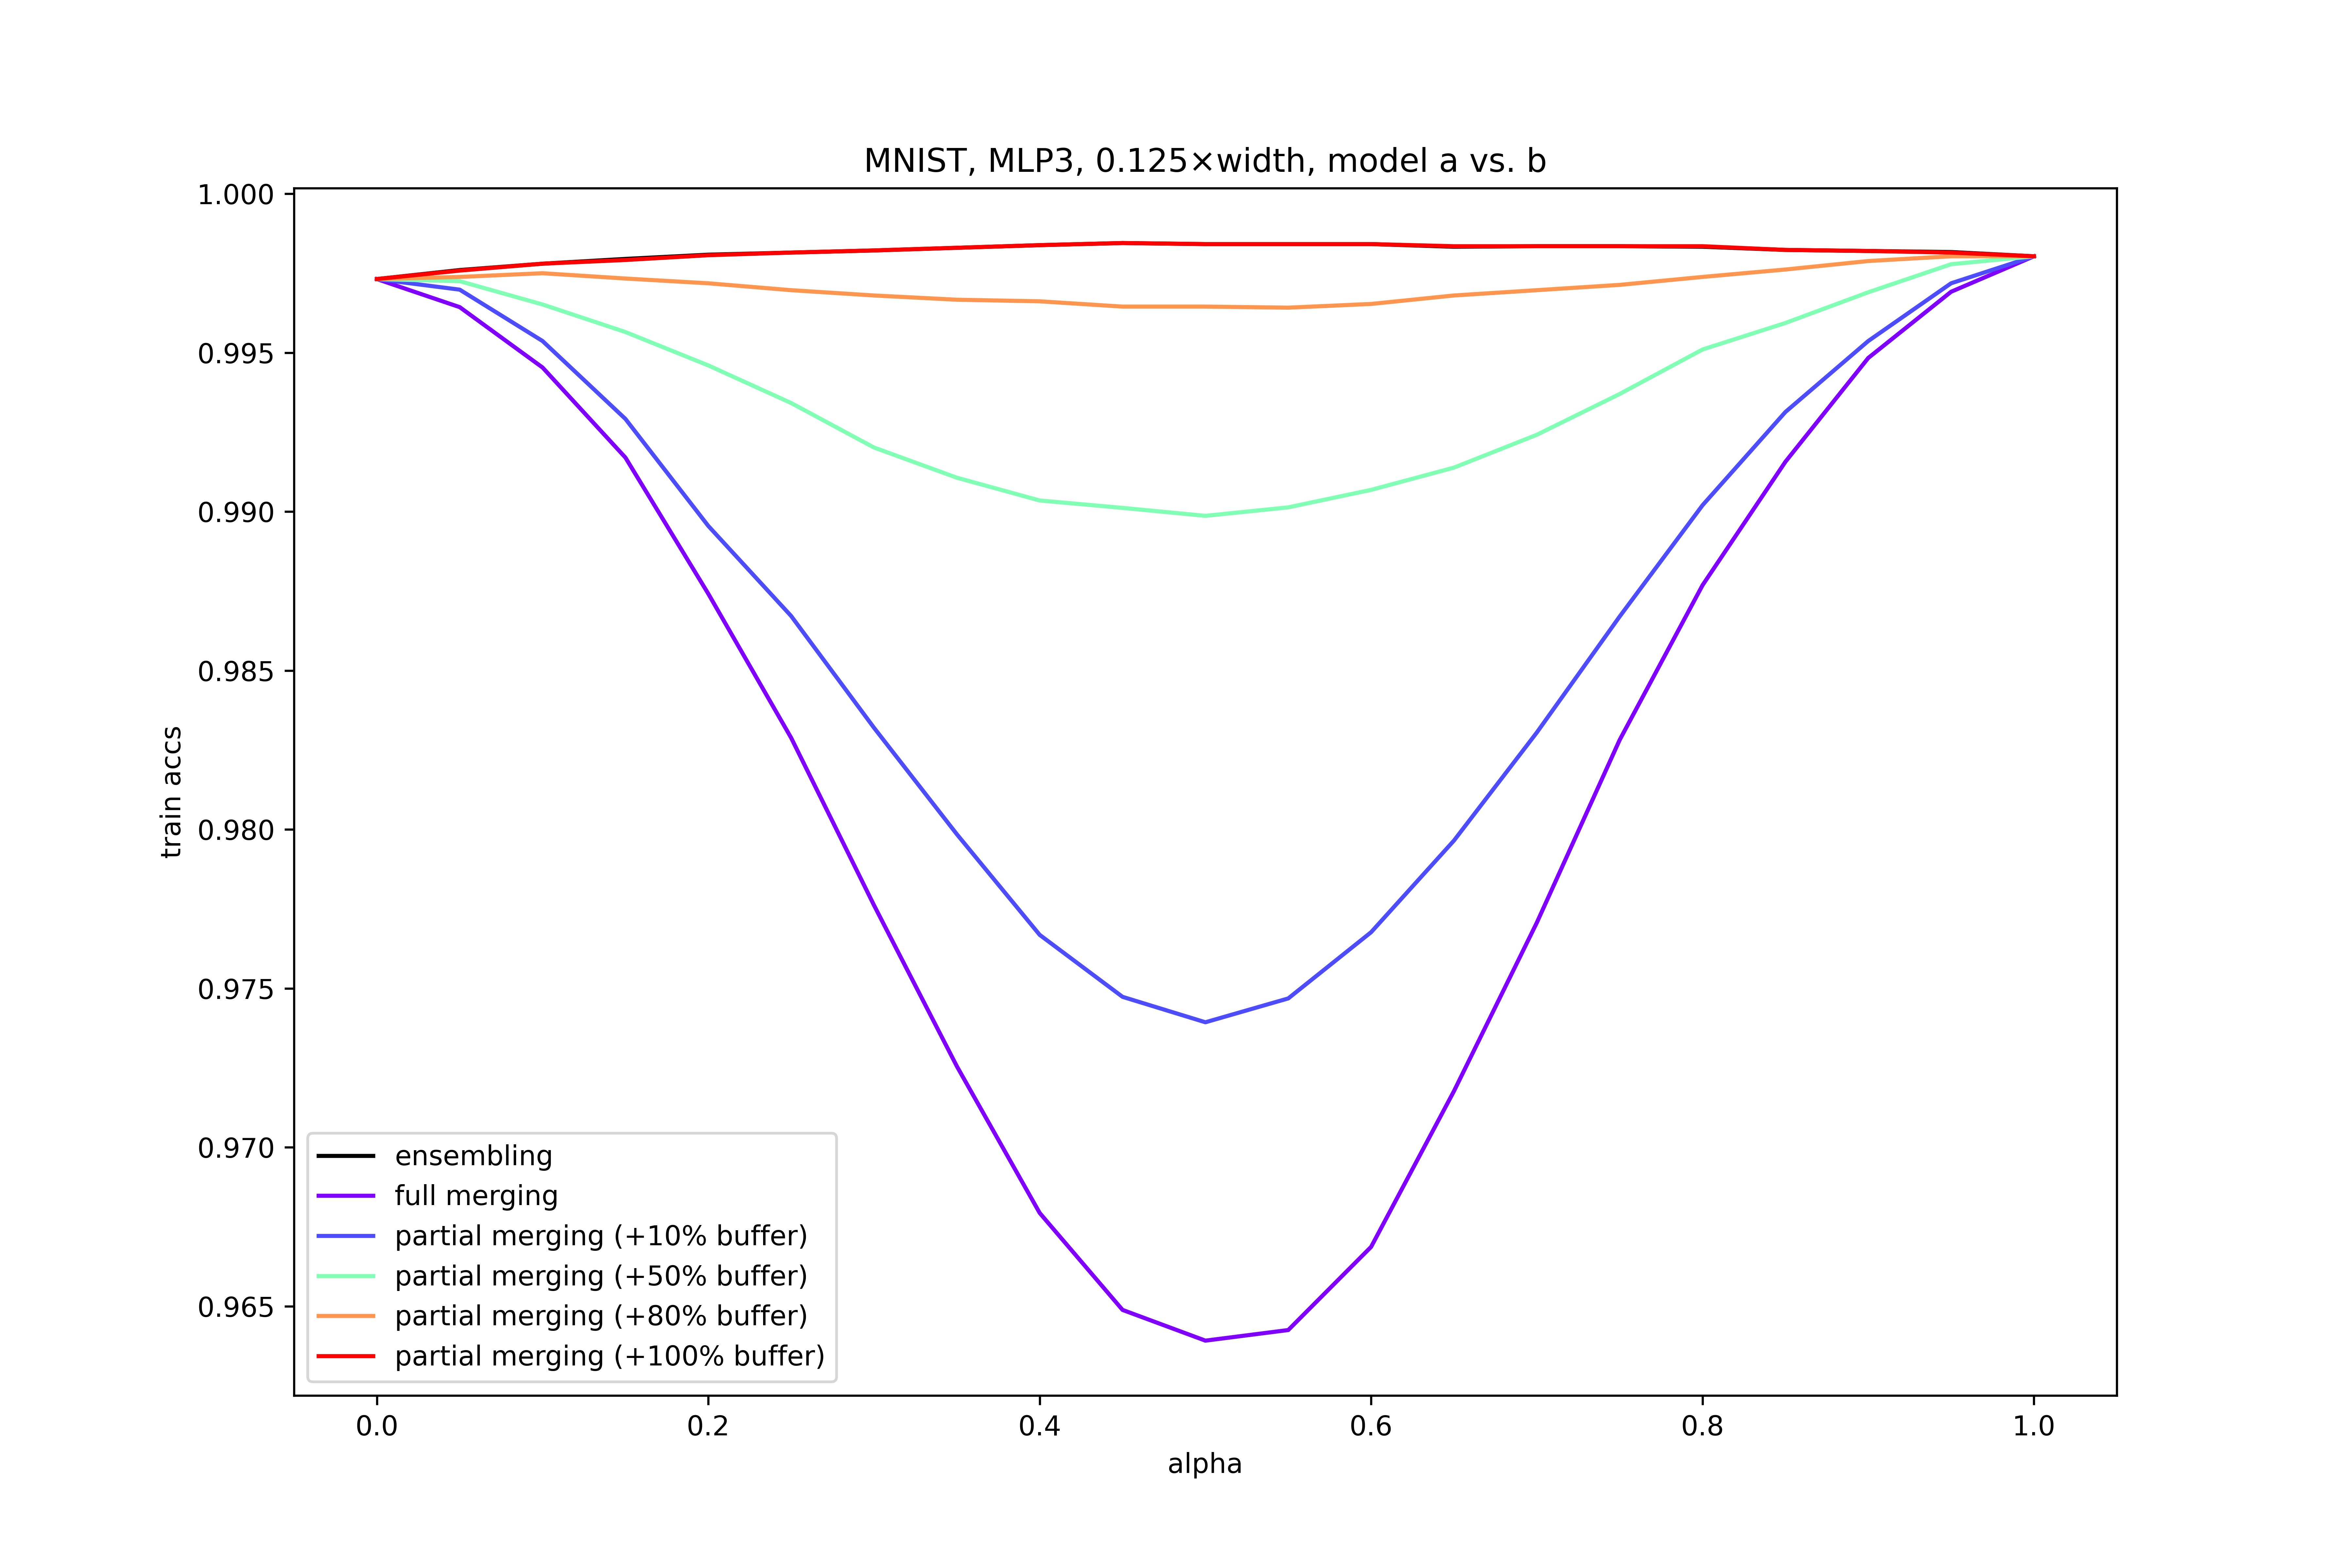 MNIST, MLP3, 0.125×width, model a vs. b
1.000
0.995
0.990
0.985
0.980
0.975
0.970
0.965
train accs
ensembling
full merging
partial merging (+10% buffer)
partial merging (+50% buffer)
partial merging (+80% buffer)
partial merging (+100% buffer)
0.0 0.2 0.4 0.6 0.8 1.0
alpha